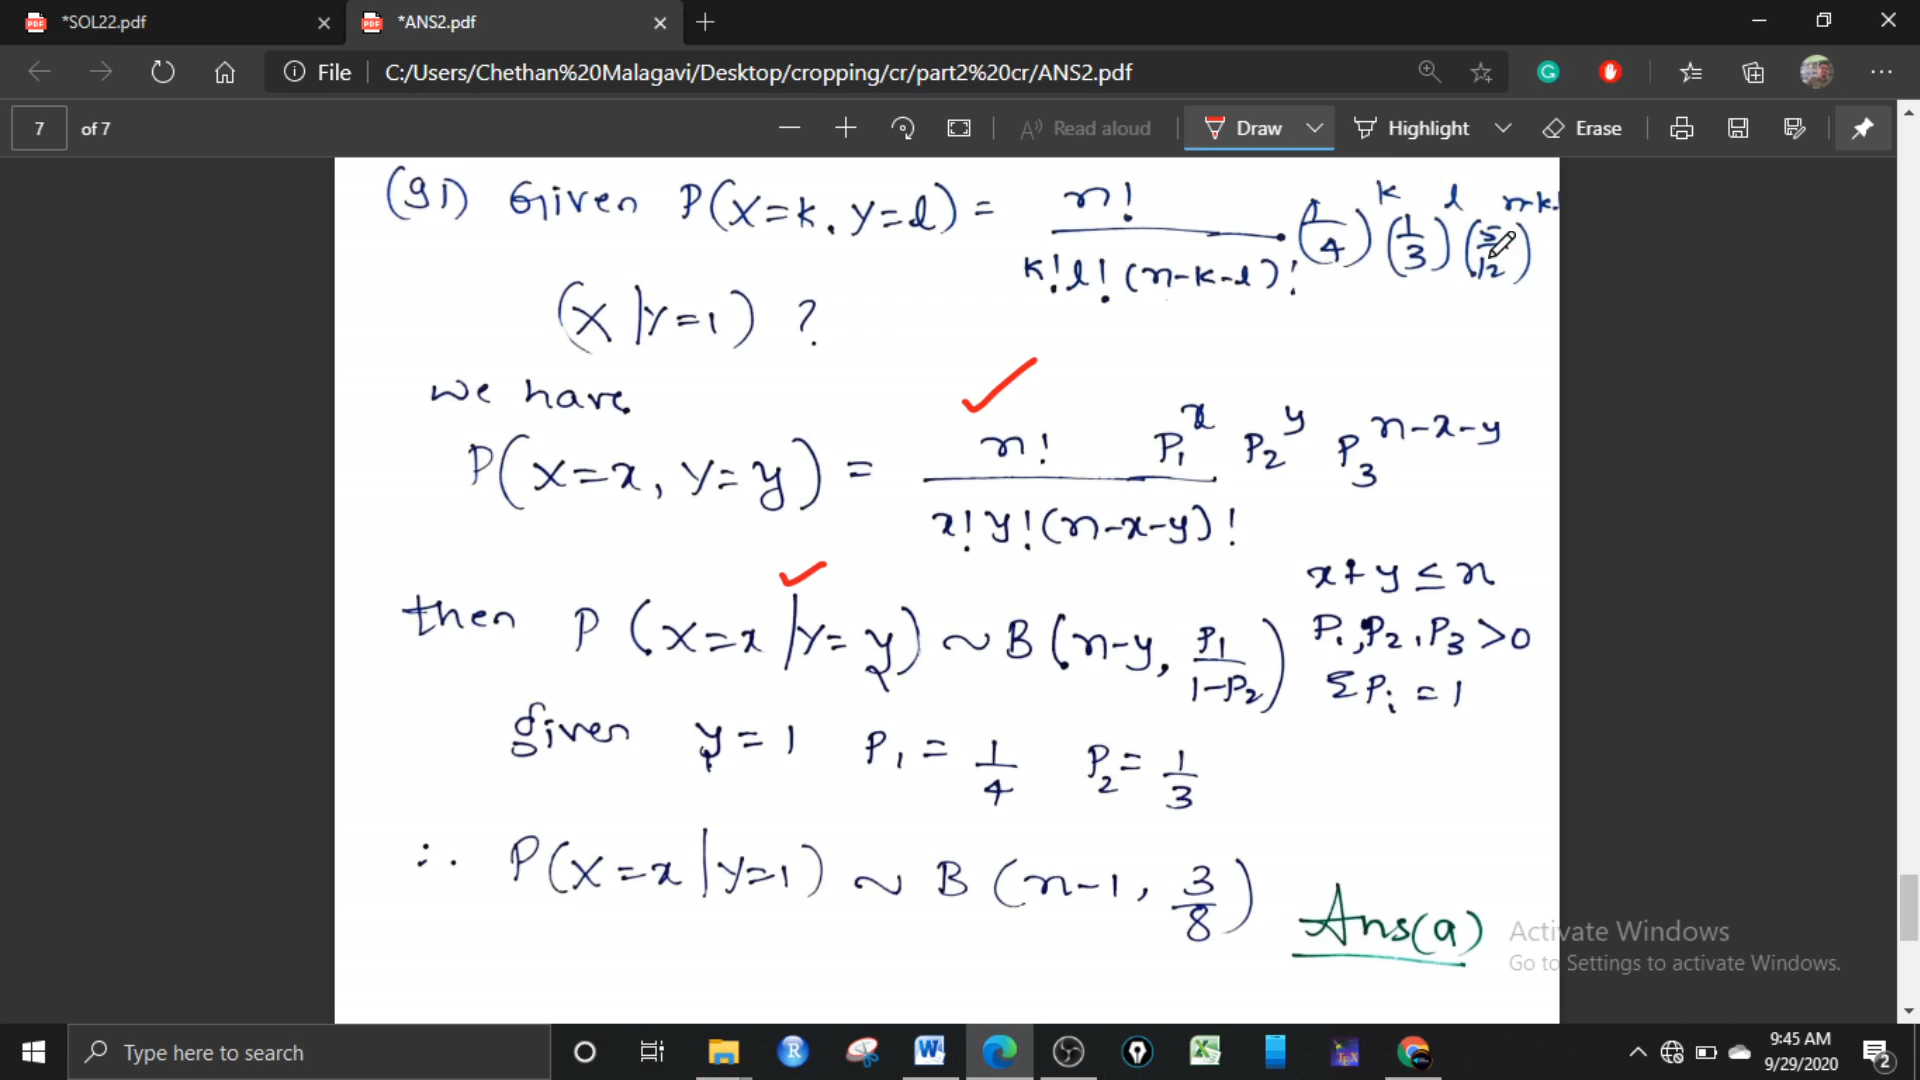 *SOL22.pdf
*ANS2.pdf
File C:/Users/Chethan%20Malagavi/Desktop/cropping/cr/part2%20cr/ANS2.pdf
7 of 7 Read aloud Draw Highlight Erase
(91) Given P(X=k, Y=l) = n! / k! l! (n-k-l)! (1/4)^k (1/3)^l (5/12)^n-k-
(X|Y=1) ?
we have
P(X=x, Y=y) = n! / x! y! (n-x-y)! P₁^x P₂^y P₃^n-x-y
x+y ≤ n
then P(X=x|Y=y) ~ B(n-y, P₁/1-P₂) P₁,P₂,P₃>0
ΣPᵢ = 1
given y=1 P₁ = 1/4 P₂ = 1/3
∴ P(X=x|Y=1) ~ B(n-1, 3/8)
Ans(a)
Activate Windows
Go to Settings to activate Windows.
Type here to search
9:45 AM
9/29/2020
2